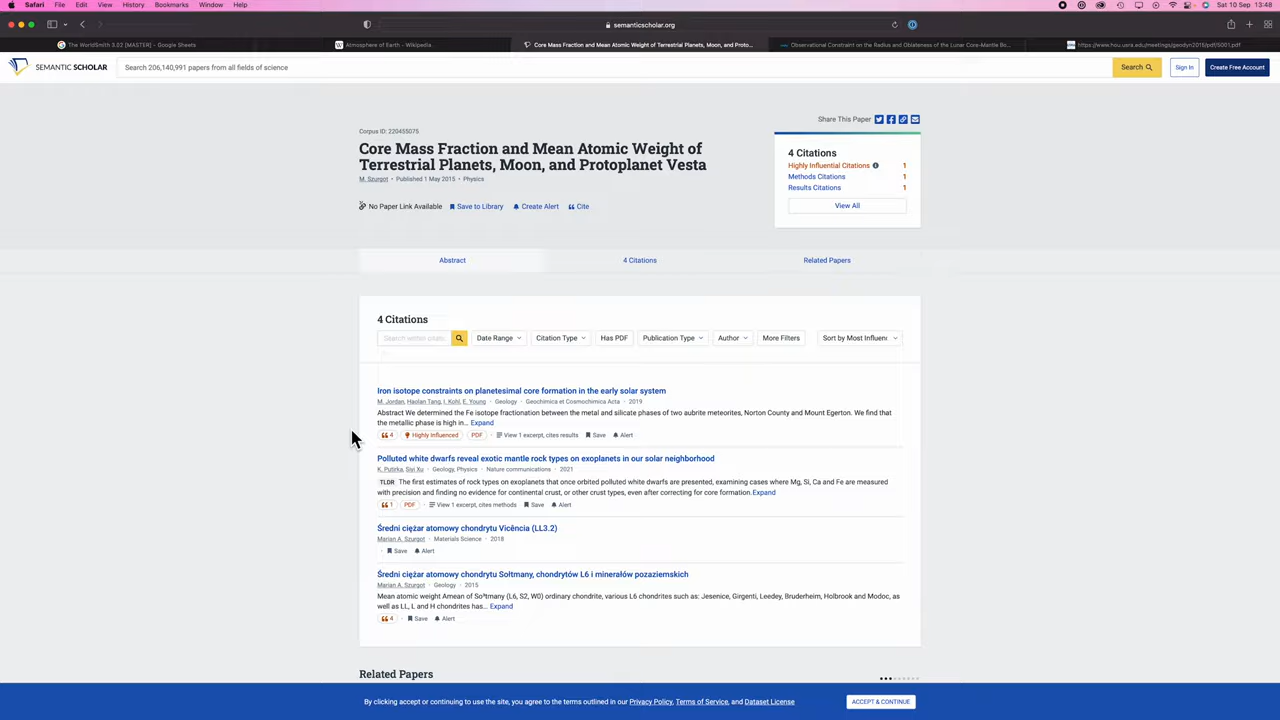 Safari File Edit View History Bookmarks Window Help Sat 10 Sep 13:48
semanticscholar.org
The WorldSmith 3.02 [MASTER] - Google Sheets
Atmosphere of Earth - Wikipedia
Core Mass Fraction and Mean Atomic Weight of Terrestrial Planets, Moon, and Proto...
Observational Constraint on the Radius and Oblateness of the Lunar Core-Mantle Bo...
https://www.hou.usra.edu/meetings/geodyn2015/pdf/5001.pdf
SEMANTIC SCHOLAR
Search 206,140,991 papers from all fields of science
Search
Sign In
Create Free Account
Share This Paper
Corpus ID: 220455075
Core Mass Fraction and Mean Atomic Weight of
Terrestrial Planets, Moon, and Protoplanet Vesta
M. Szurgot • Published 1 May 2015 • Physics
No Paper Link Available Save to Library Create Alert Cite
4 Citations
Highly Influential Citations 1
Methods Citations 1
Results Citations 1
View All
Abstract
4 Citations
Related Papers
4 Citations
Search within citatic
Date Range
Citation Type
Has PDF
Publication Type
Author
More Filters
Sort by Most Influenc
Iron isotope constraints on planetesimal core formation in the early solar system
M. Jordan, Haolan Tang, I. Kohl, E. Young • Geology • Geochimica et Cosmochimica Acta • 2019
Abstract We determined the Fe isotope fractionation between the metal and silicate phases of two aubrite meteorites, Norton County and Mount Egerton. We find that
the metallic phase is high in... Expand
4 Highly Influenced PDF • View 1 excerpt, cites results Save Alert
Polluted white dwarfs reveal exotic mantle rock types on exoplanets in our solar neighborhood
K. Putirka, Siyi Xu • Geology, Physics • Nature communications • 2021
TLDR The first estimates of rock types on exoplanets that once orbited polluted white dwarfs are presented, examining cases where Mg, Si, Ca and Fe are measured
with precision and finding no evidence for continental crust, or other crust types, even after correcting for core formation. Expand
1 PDF • View 1 excerpt, cites methods Save Alert
Średni ciężar atomowy chondrytu Vicência (LL3.2)
Marian A. Szurgot • Materials Science • 2018
• Save Alert
Średni ciężar atomowy chondrytu Sołtmany, chondrytów L6 i minerałów pozaziemskich
Marian A. Szurgot • Geology • 2015
Mean atomic weight Amean of So³tmany (L6, S2, W0) ordinary chondrite, various L6 chondrites such as: Jesenice, Girgenti, Leedey, Bruderheim, Holbrook and Modoc, as
well as LL, L and H chondrites has... Expand
4 • Save Alert
Related Papers
By clicking accept or continuing to use the site, you agree to the terms outlined in our Privacy Policy, Terms of Service, and Dataset License
ACCEPT & CONTINUE